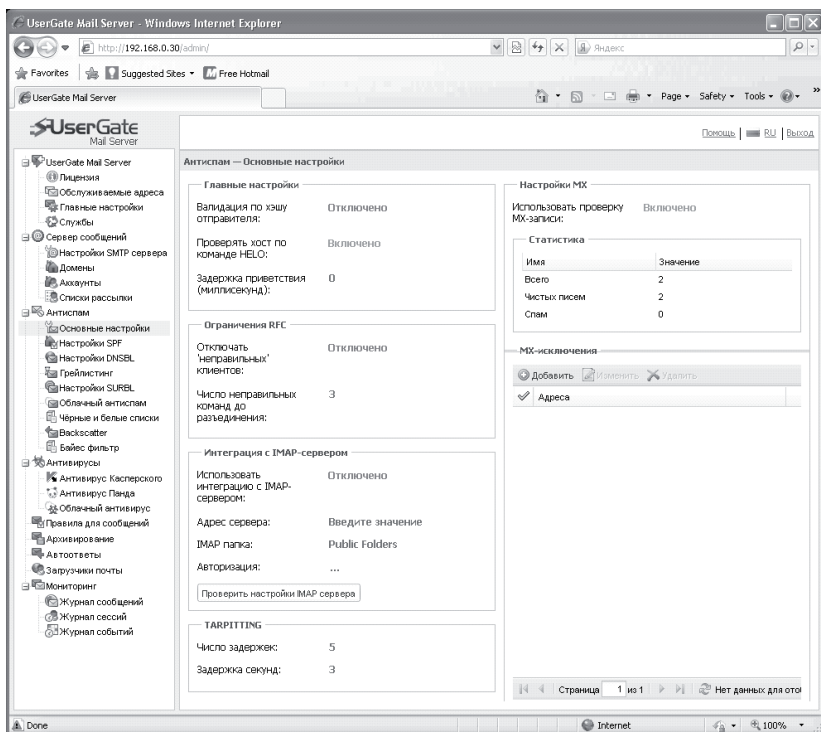 UserGate Mail Server - Windows Internet Explorer
http://192.168.0.30/admin/
Яндекс
Favorites
Suggested Sites
Free Hotmail
UserGate Mail Server
Page
Safety
Tools
UserGate
Mail Server
Помощь
RU
Выход
UserGate Mail Server
Лицензия
Обслуживаемые адреса
Главные настройки
Службы
Сервер сообщений
Настройки SMTP сервера
Домены
Аккаунты
Списки рассылки
Антиспам
Основные настройки
Настройки SPF
Настройки DNSBL
Грейлистинг
Настройки SURBL
Облачный антиспам
Чёрные и белые списки
Backscatter
Байес фильтр
Антивирусы
Антивирус Касперского
Антивирус Панда
Облачный антивирус
Правила для сообщений
Архивирование
Автоответы
Загрузчики почты
Мониторинг
Журнал сообщений
Журнал сессий
Журнал событий
Антиспам — Основные настройки
Главные настройки
Валидация по хэшу Отключено
отправителя:
Проверять хост по Включено
команде HELO:
Задержка приветствия 0
(миллисекунд):
Ограничения RFC
Отключать Отключено
'неправильных'
клиентов:
Число неправильных 3
команд до
разъединения:
Интеграция с IMAP-сервером
Использовать Отключено
интеграцию с IMAP-
сервером:
Адрес сервера: Введите значение
IMAP папка: Public Folders
Авторизация: ...
Проверить настройки IMAP сервера
TARPITTING
Число задержек: 5
Задержка секунд: 3
Настройки MX
Использовать проверку Включено
MX-записи:
Статистика
Имя Значение
Всего 2
Чистых писем 2
Спам 0
MX-исключения
Добавить Изменить Удалить
Адреса
Страница 1 из 1 Нет данных для отоб
Done
Internet
100%